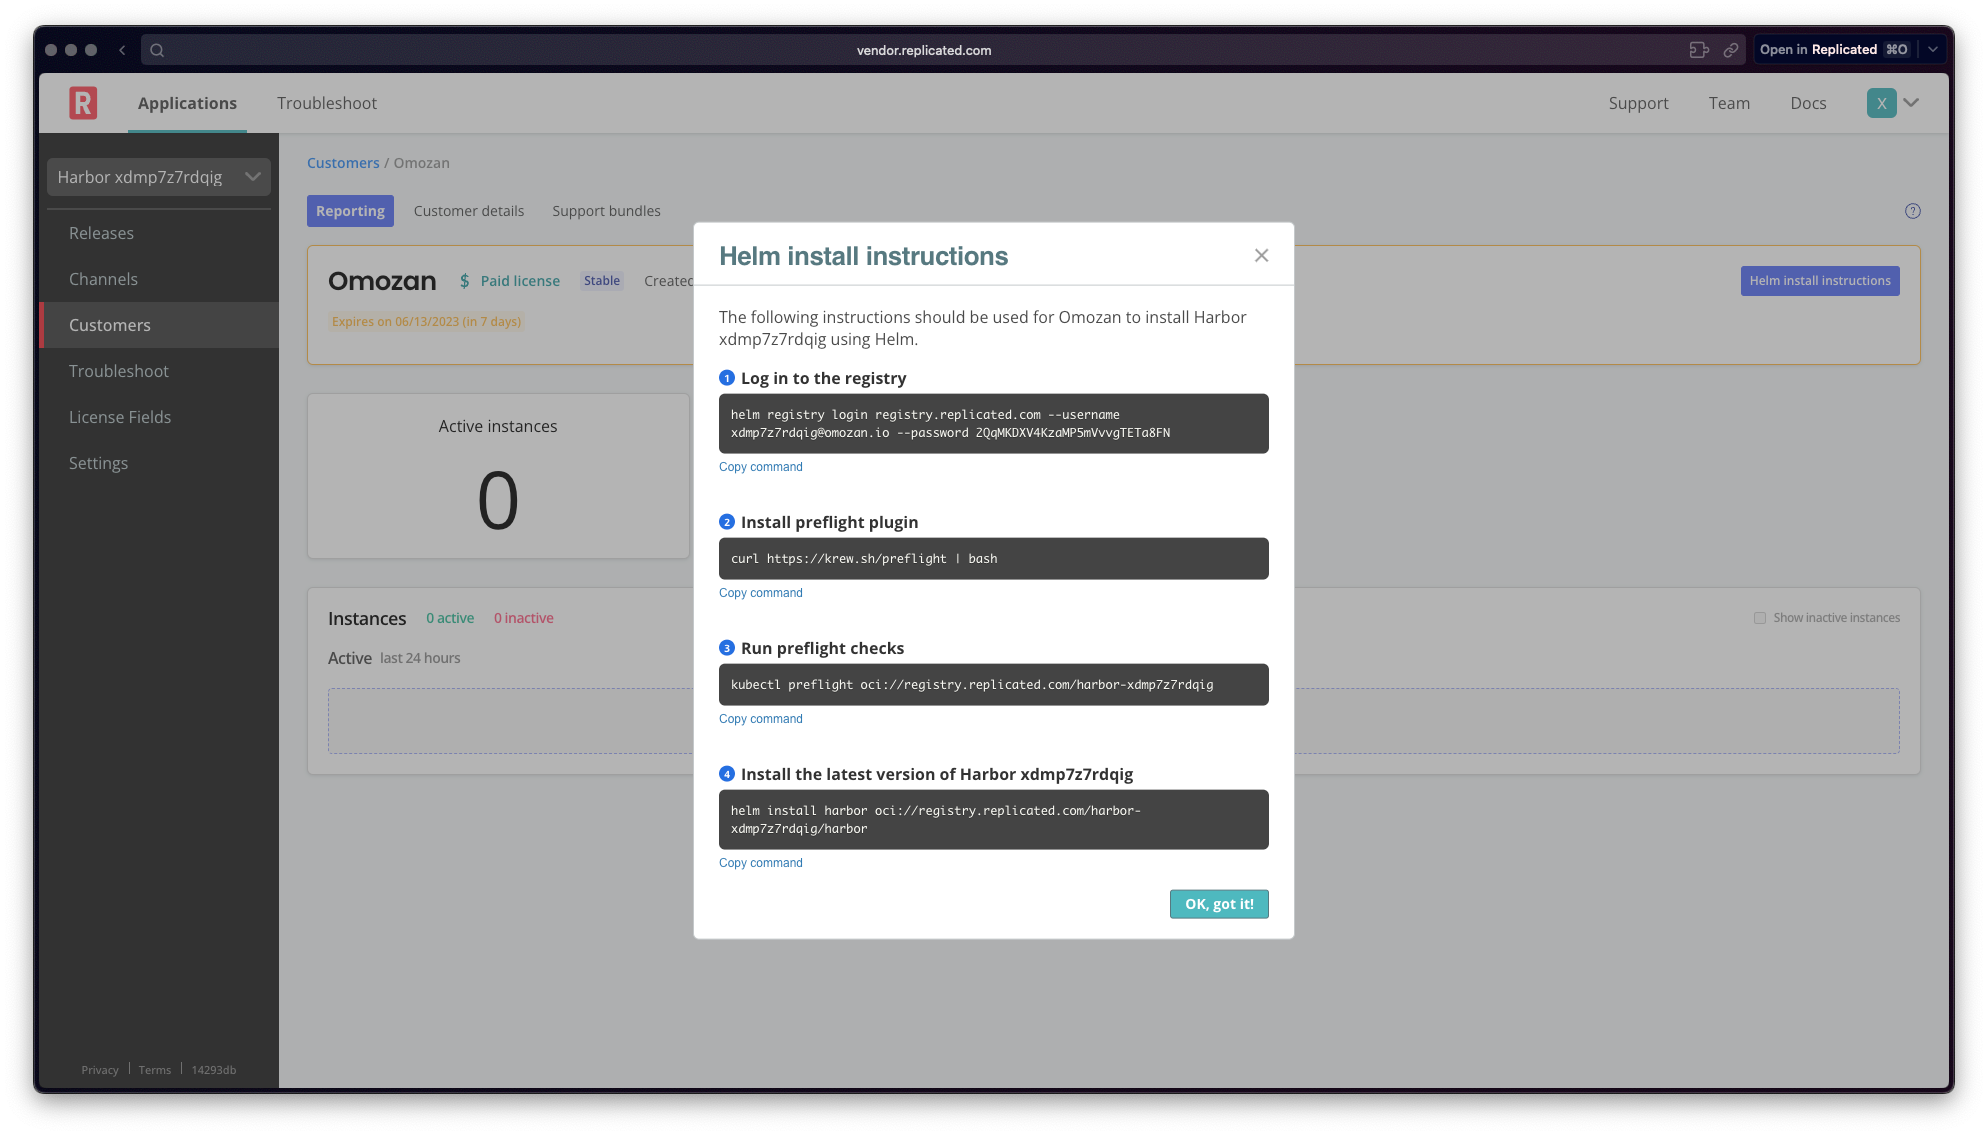 vendor.replicated.com
Open in Replicated ⌘O
R
Applications
Troubleshoot
Support
Team
Docs
X
Harbor xdmp7z7rdqig
Releases
Channels
Customers
Troubleshoot
License Fields
Settings
Privacy | Terms | 14293db
Customers / Omozan
Reporting
Customer details
Support bundles
?
Omozan
$ Paid license
Stable
Created
Helm install instructions
Expires on 06/13/2023 (in 7 days)
Active instances
0
Instances
0 active
0 inactive
Show inactive instances
Active last 24 hours
Helm install instructions
The following instructions should be used for Omozan to install Harbor
xdmp7z7rdqig using Helm.
1 Log in to the registry
helm registry login registry.replicated.com --username
xdmp7z7rdqig@omozan.io --password 2QqMKDXV4KzaMP5mVvvgTETa8FN
Copy command
2 Install preflight plugin
curl https://krew.sh/preflight | bash
Copy command
3 Run preflight checks
kubectl preflight oci://registry.replicated.com/harbor-xdmp7z7rdqig
Copy command
4 Install the latest version of Harbor xdmp7z7rdqig
helm install harbor oci://registry.replicated.com/harbor-
xdmp7z7rdqig/harbor
Copy command
OK, got it!